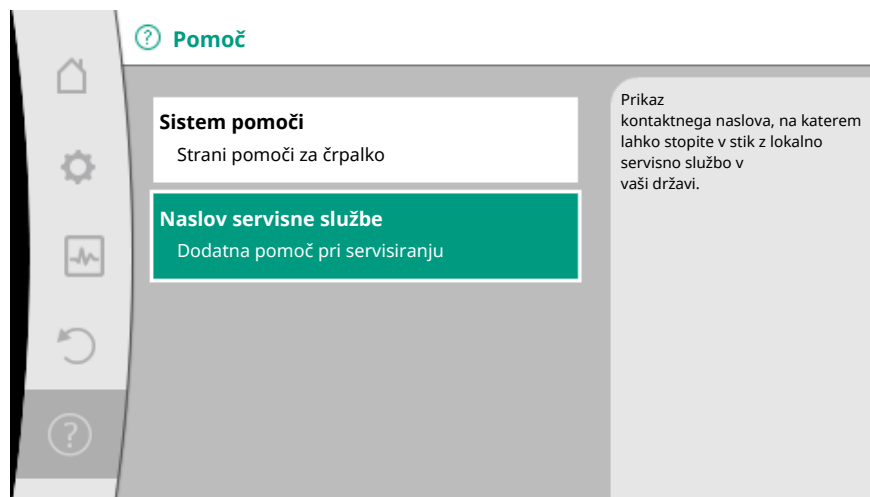 Pomoč
Sistem pomoči
Strani pomoči za črpalko
Naslov servisne službe
Dodatna pomoč pri servisiranju
Prikaz
kontaktnega naslova, na katerem
lahko stopite v stik z lokalno
servisno službo v
vaši državi.